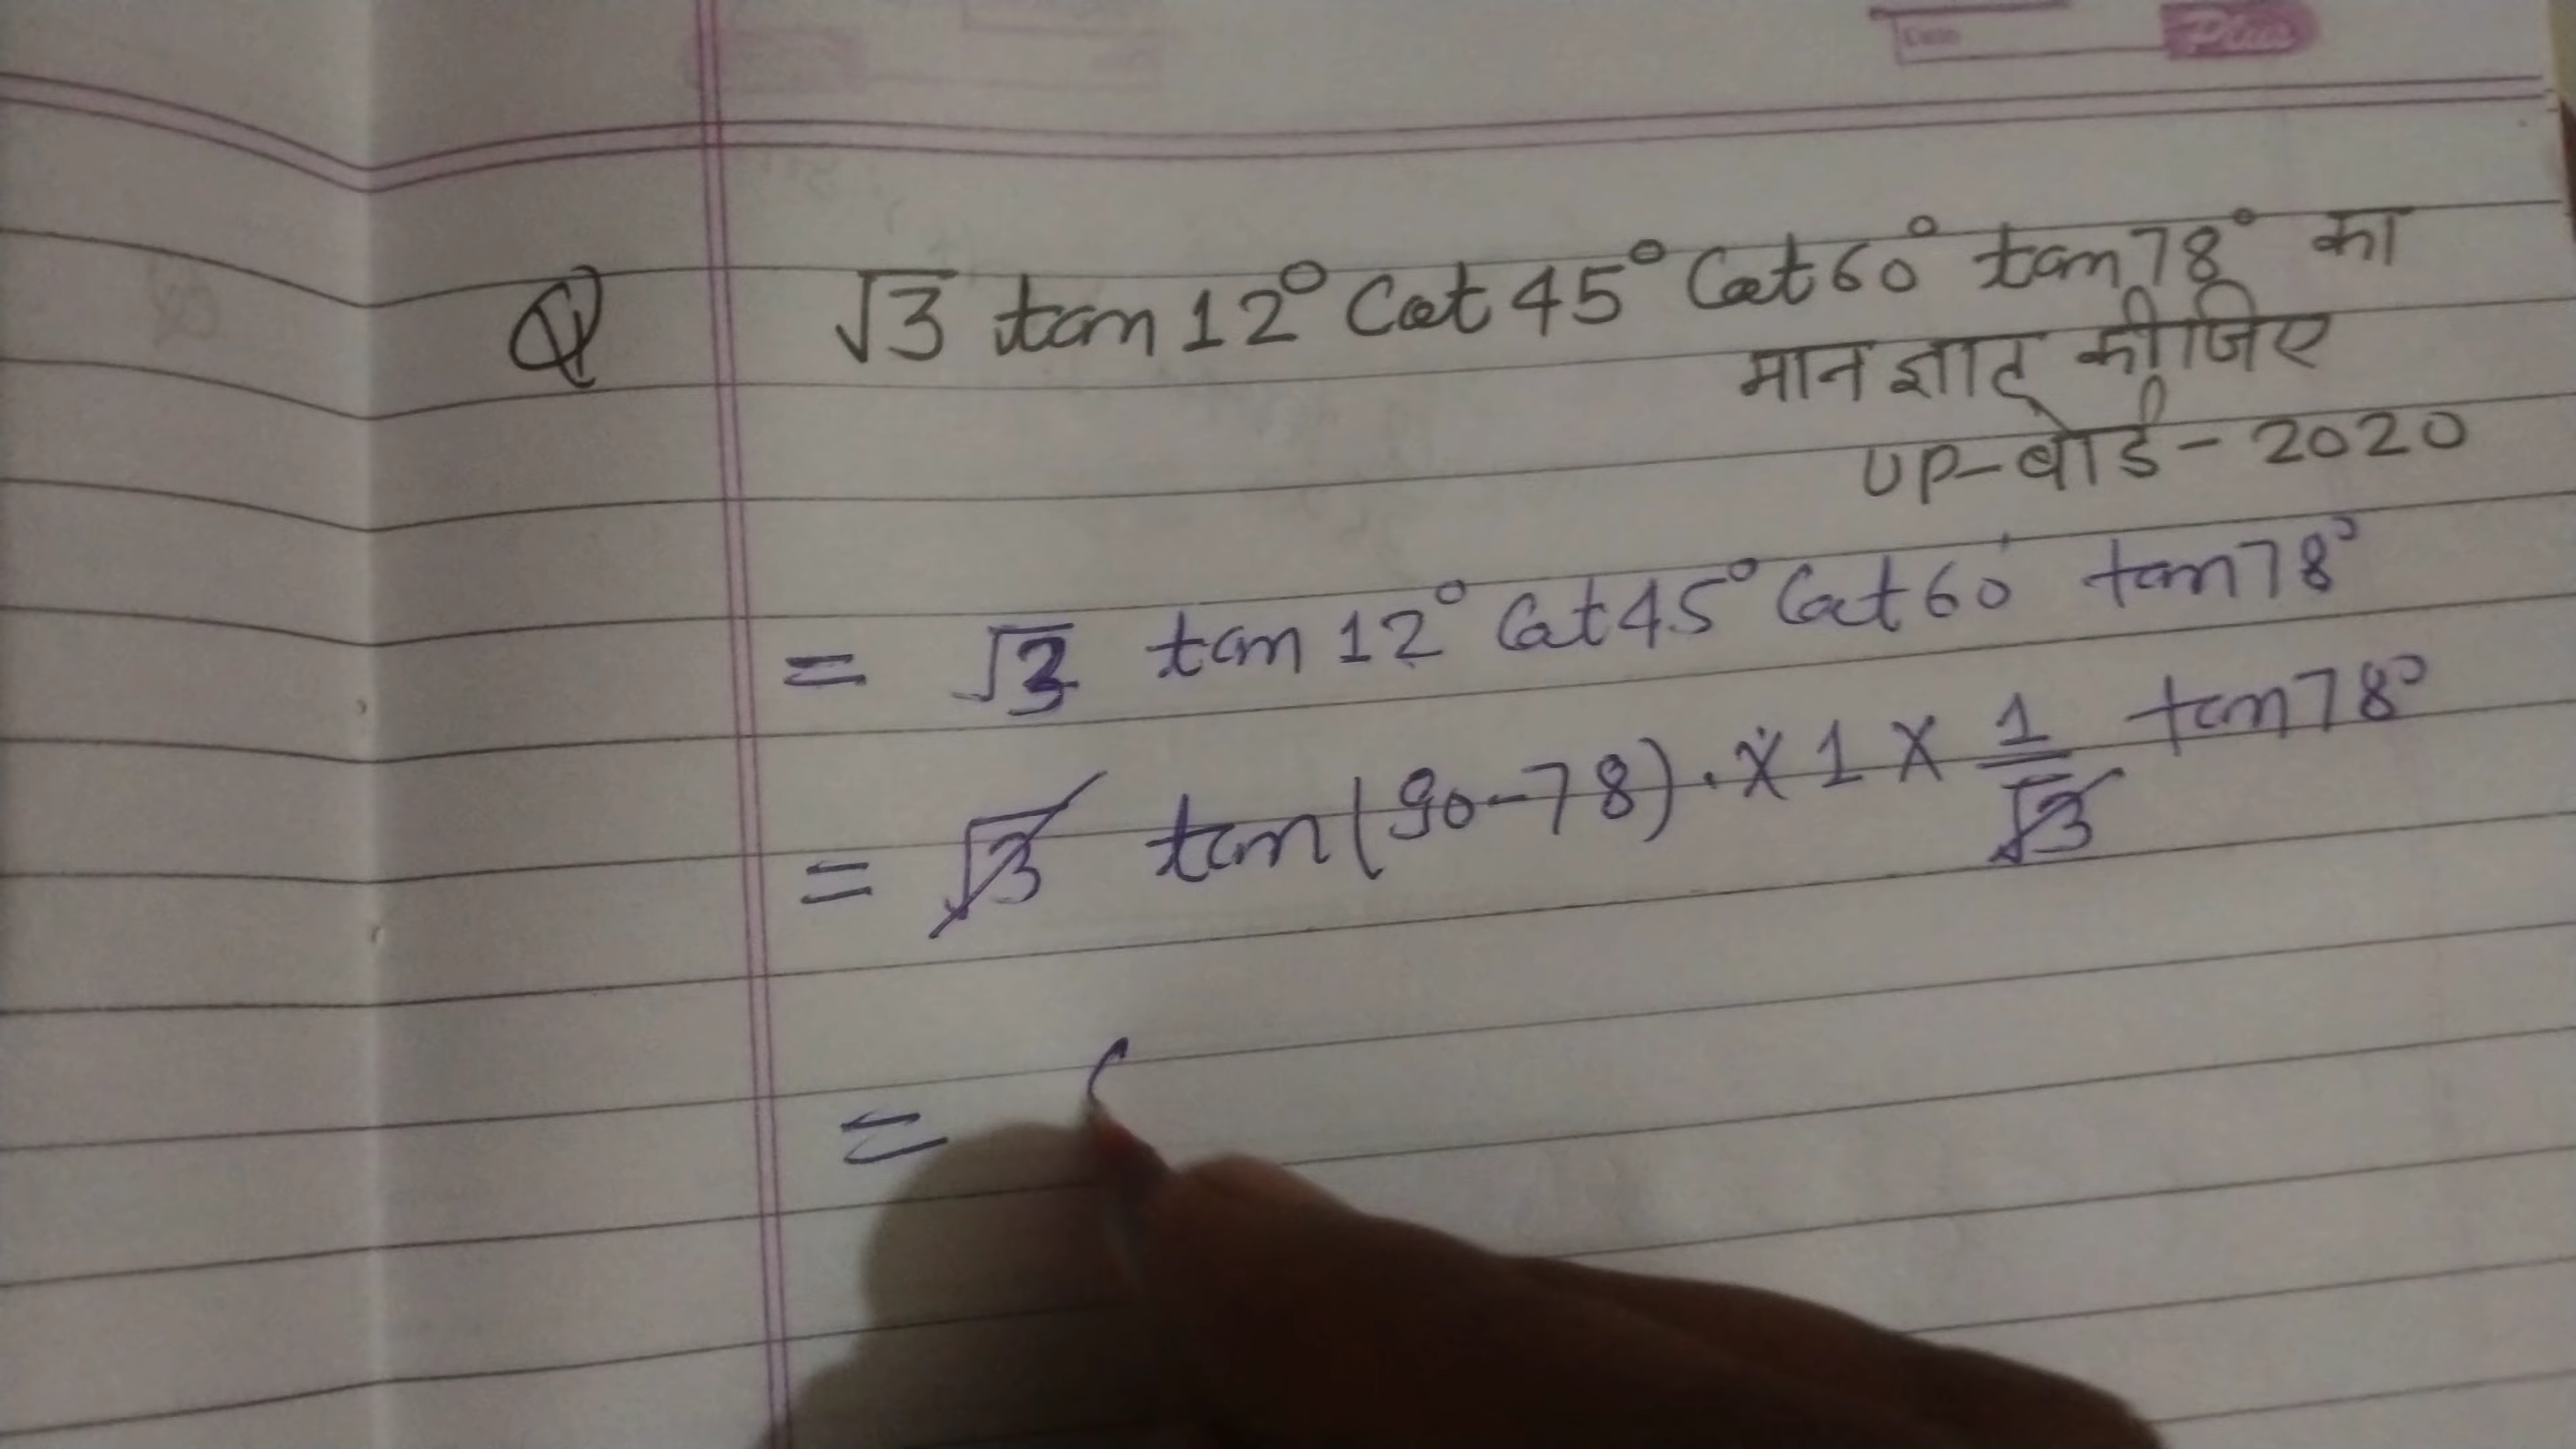 Plus
Q √3 tan 12° Cot 45° Cot 60° tan 78° का
मान ज्ञात कीजिए
UP-बोर्ड - 2020
= √3 tan 12° Cot 45° Cot 60° tan 78°
= √3 tan (90-78) . × 1 × 1/√3 tan 78°
= (